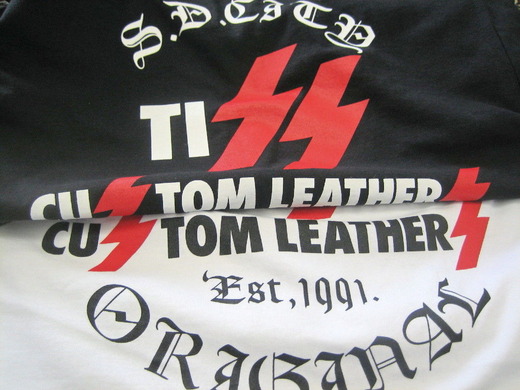 S.D.CITY
TISS
CUSTOM LEATHERS
CUSTOM LEATHERS
Est,1991.
ORIGINAL